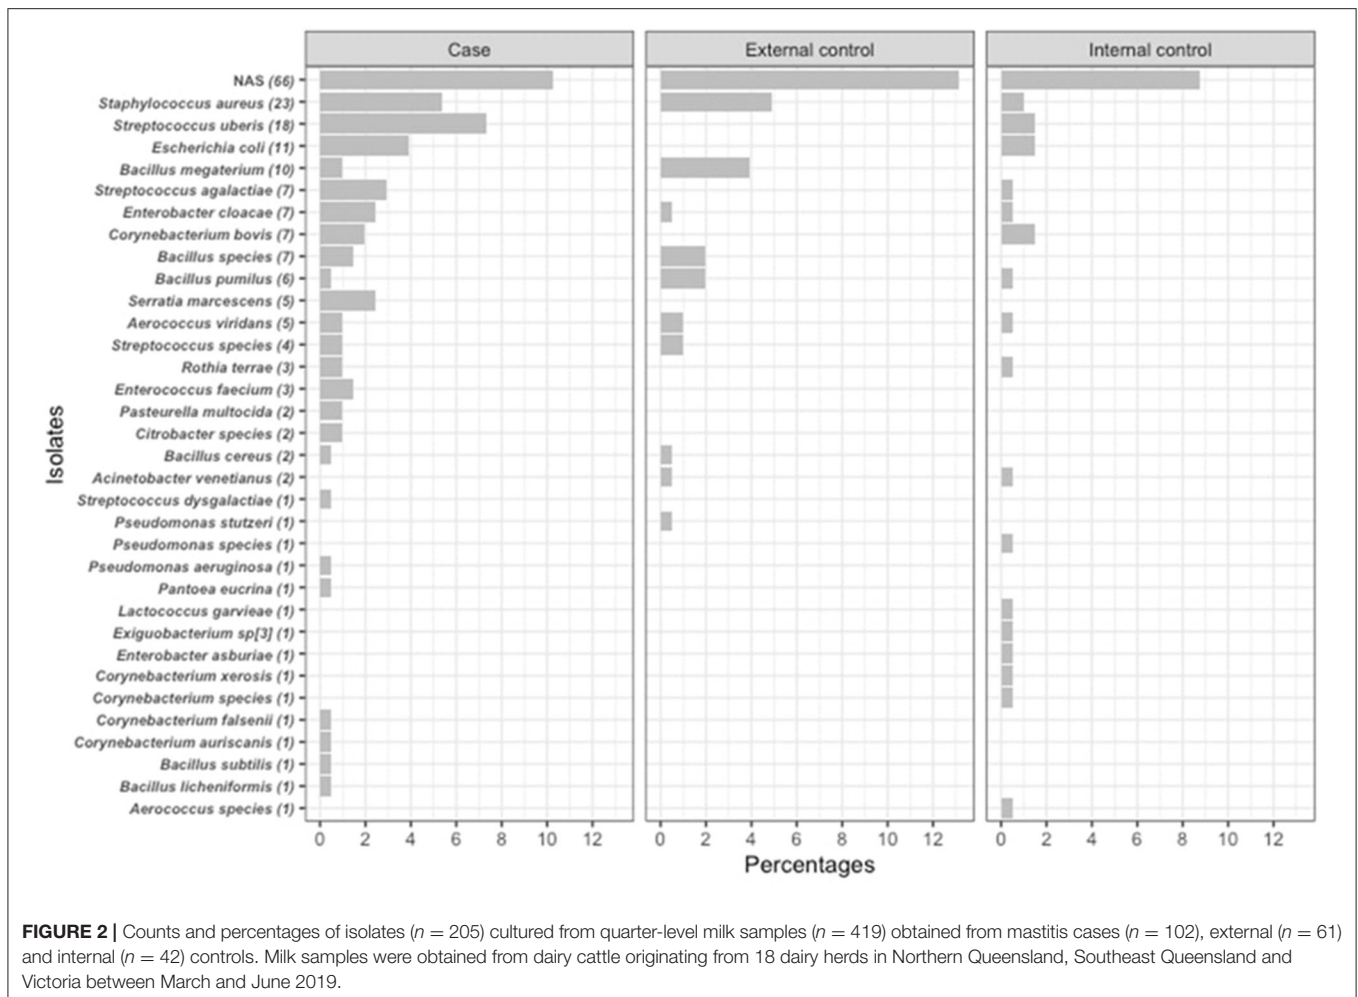 Case External control Internal control
NAS (66)
Staphylococcus aureus (23)
Streptococcus uberis (18)
Escherichia coli (11)
Bacillus megaterium (10)
Streptococcus agalactiae (7)
Enterobacter cloacae (7)
Corynebacterium bovis (7)
Bacillus species (7)
Bacillus pumilus (6)
Serratia marcescens (5)
Aerococcus viridans (5)
Streptococcus species (4)
Rothia terrae (3)
Enterococcus faecium (3)
Pasteurella multocida (2)
Citrobacter species (2)
Bacillus cereus (2)
Acinetobacter venetianus (2)
Streptococcus dysgalactiae (1)
Pseudomonas stutzeri (1)
Pseudomonas species (1)
Pseudomonas aeruginosa (1)
Pantoea eucrina (1)
Lactococcus garvieae (1)
Exiguobacterium sp[3] (1)
Enterobacter asburiae (1)
Corynebacterium xerosis (1)
Corynebacterium species (1)
Corynebacterium falsenii (1)
Corynebacterium auriscanis (1)
Bacillus subtilis (1)
Bacillus licheniformis (1)
Aerococcus species (1)
Isolates
0 2 4 6 8 10 12 0 2 4 6 8 10 12 0 2 4 6 8 10 12
Percentages
FIGURE 2 | Counts and percentages of isolates (n = 205) cultured from quarter-level milk samples (n = 419) obtained from mastitis cases (n = 102), external (n = 61)
and internal (n = 42) controls. Milk samples were obtained from dairy cattle originating from 18 dairy herds in Northern Queensland, Southeast Queensland and
Victoria between March and June 2019.